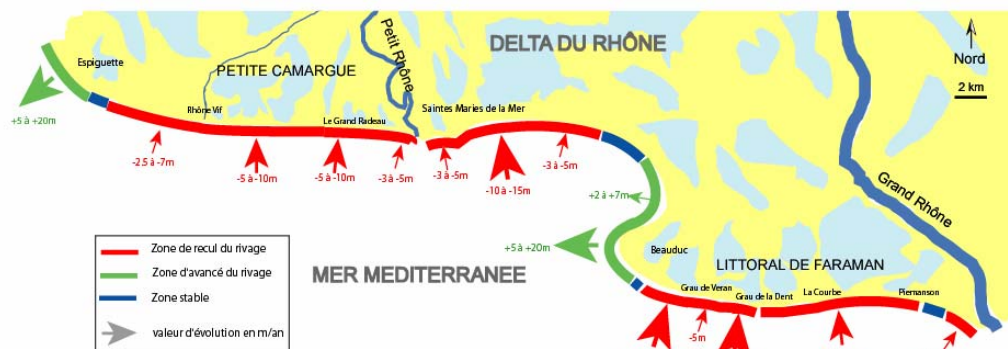 DELTA DU RHÔNE
Nord
2 km
Espiguette
PETITE CAMARGUE
Petit Rhône
Grand Rhône
Saintes Maries de la Mer
Rhône Vif
Le Grand Radeau
+5 à +20m
-2.5 à -7m
-5 à -10m
-5 à -10m
-3 à -5m
-3 à -5m
-10 à -15m
-3 à -5m
+2 à +7m
+5 à +20m
Beauduc
LITTORAL DE FARAMAN
MER MEDITERRANEE
Grau de Veran
Grau de la Dent
La Courbe
Piemanson
-5m
Zone de recul du rivage
Zone d'avancé du rivage
Zone stable
valeur d'évolution en m/an